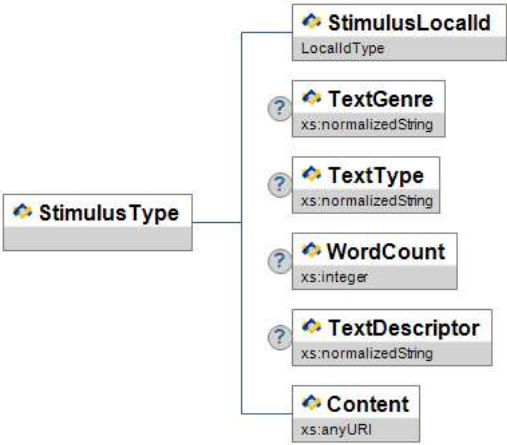 StimulusLocalId
LocalIdType
?
TextGenre
xs:normalizedString
?
TextType
xs:normalizedString
StimulusType
?
WordCount
xs:integer
?
TextDescriptor
xs:normalizedString
Content
xs:anyURI